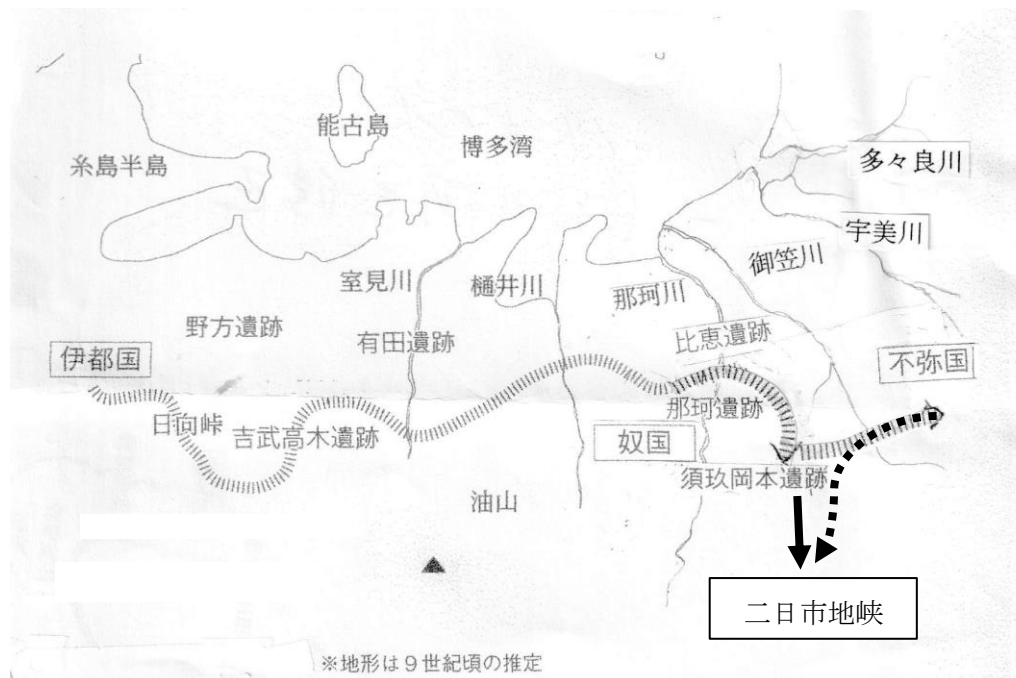 能古島
博多湾
糸島半島
多々良川
宇美川
御笠川
室見川
樋井川
那珂川
野方遺跡
有田遺跡
比恵遺跡
伊都国
不弥国
日向峠
吉武高木遺跡
那珂遺跡
奴国
須玖岡本遺跡
油山
二日市地峡
※地形は9世紀頃の推定